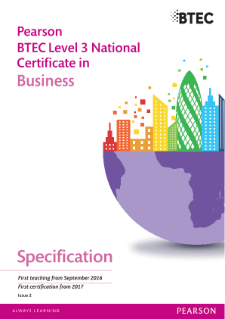 BTEC
Pearson
BTEC Level 3 National
Certificate in
Business
Specification
First teaching from September 2016
First certification from 2017
Issue 2
ALWAYS LEARNING
PEARSON